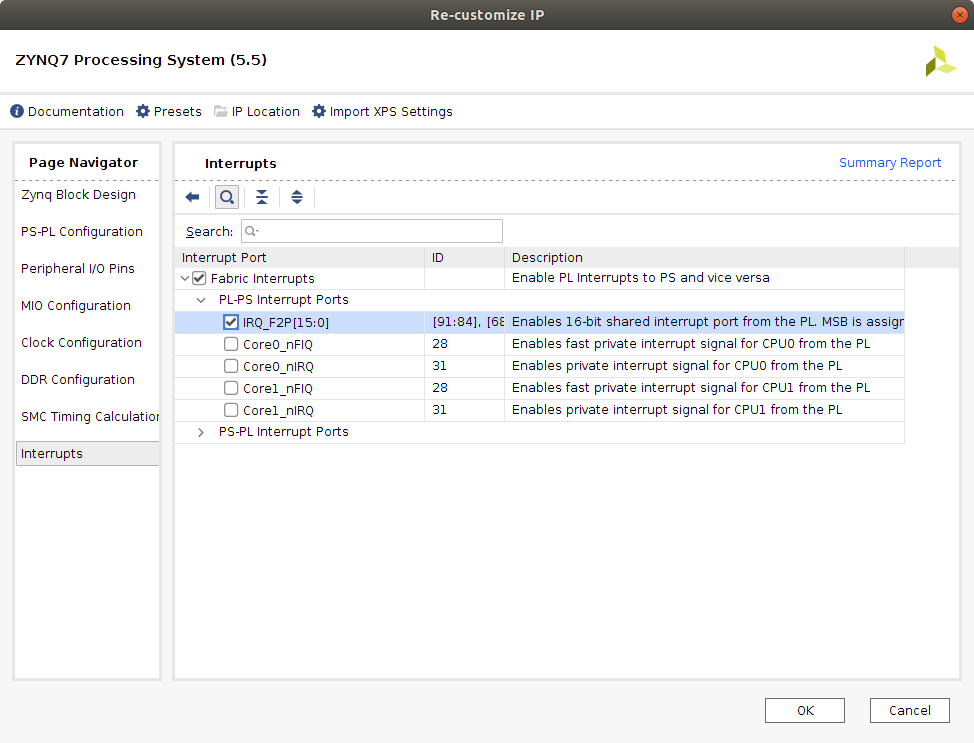 Re-customize IP
ZYNQ7 Processing System (5.5)
Documentation Presets IP Location Import XPS Settings
Page Navigator
Zynq Block Design
PS-PL Configuration
Peripheral I/O Pins
MIO Configuration
Clock Configuration
DDR Configuration
SMC Timing Calculation
Interrupts
Interrupts Summary Report
Search:
Interrupt Port ID Description
Fabric Interrupts Enable PL Interrupts to PS and vice versa
PL-PS Interrupt Ports
IRQ_F2P[15:0] [91:84], [68 Enables 16-bit shared interrupt port from the PL. MSB is assign
Core0_nFIQ 28 Enables fast private interrupt signal for CPU0 from the PL
Core0_nIRQ 31 Enables private interrupt signal for CPU0 from the PL
Core1_nFIQ 28 Enables fast private interrupt signal for CPU1 from the PL
Core1_nIRQ 31 Enables private interrupt signal for CPU1 from the PL
PS-PL Interrupt Ports
OK Cancel